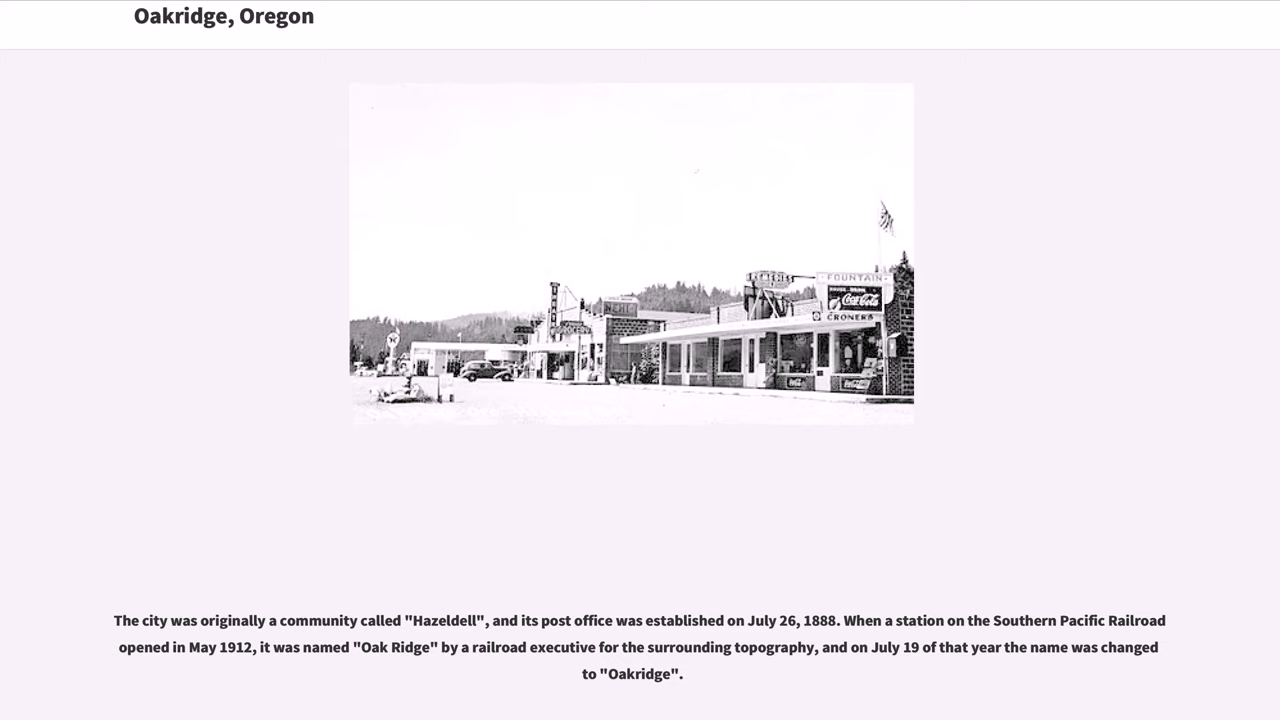 Oakridge, Oregon
REMEDIES
FOUNTAIN
Coca-Cola
CRONER'S
The city was originally a community called "Hazeldell", and its post office was established on July 26, 1888. When a station on the Southern Pacific Railroad
opened in May 1912, it was named "Oak Ridge" by a railroad executive for the surrounding topography, and on July 19 of that year the name was changed
to "Oakridge".